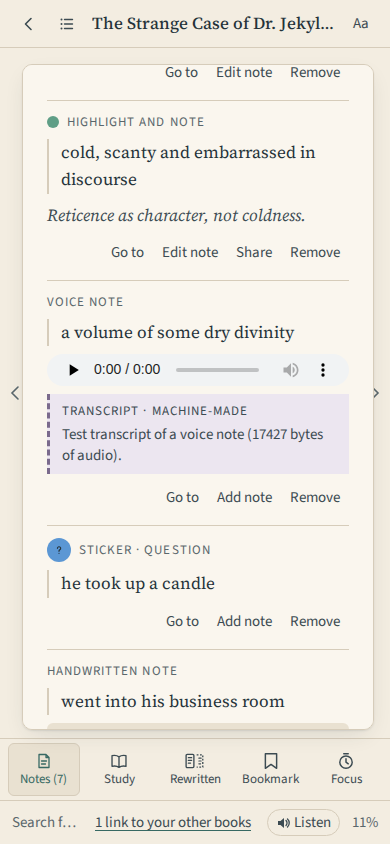 The Strange Case of Dr. Jekyl...
Aa
Go to Edit note Remove
HIGHLIGHT AND NOTE
cold, scanty and embarrassed in
discourse
Reticence as character, not coldness.
Go to Edit note Share Remove
VOICE NOTE
a volume of some dry divinity
0:00 / 0:00
TRANSCRIPT · MACHINE-MADE
Test transcript of a voice note (17427 bytes
of audio).
Go to Add note Remove
? STICKER · QUESTION
he took up a candle
Go to Add note Remove
HANDWRITTEN NOTE
went into his business room
Notes (7) Study Rewritten Bookmark Focus
Search f... 1 link to your other books Listen 11%